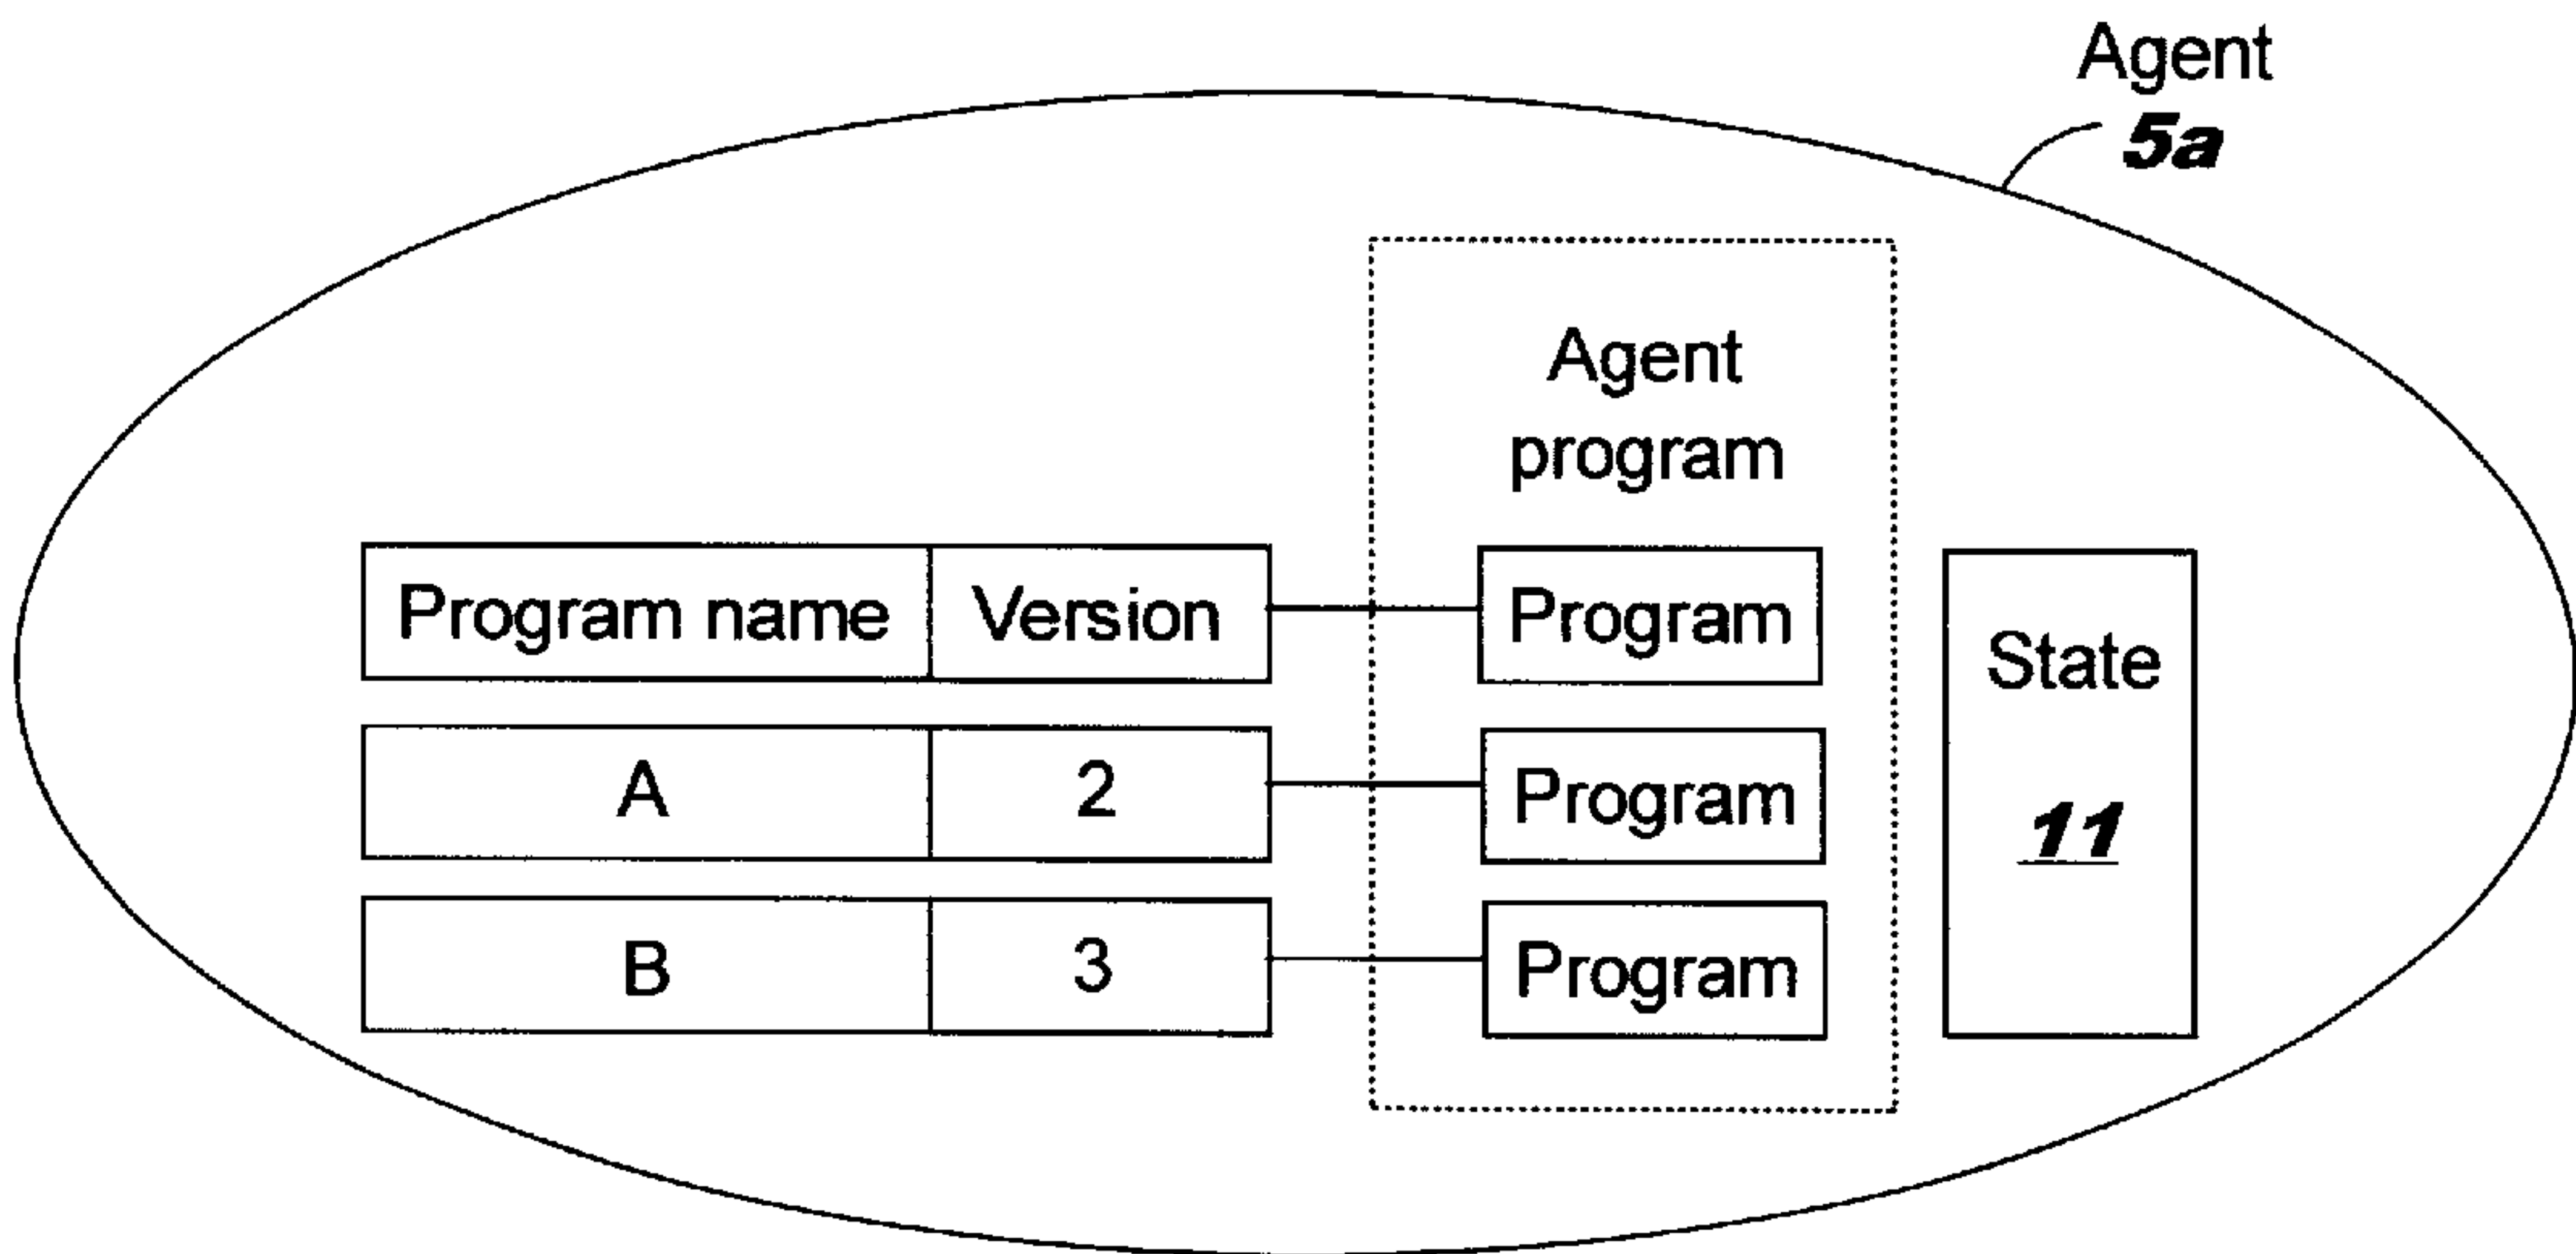 Agent
5a
Agent
program
Program name Version Program
A 2 Program
B 3 Program
State
11